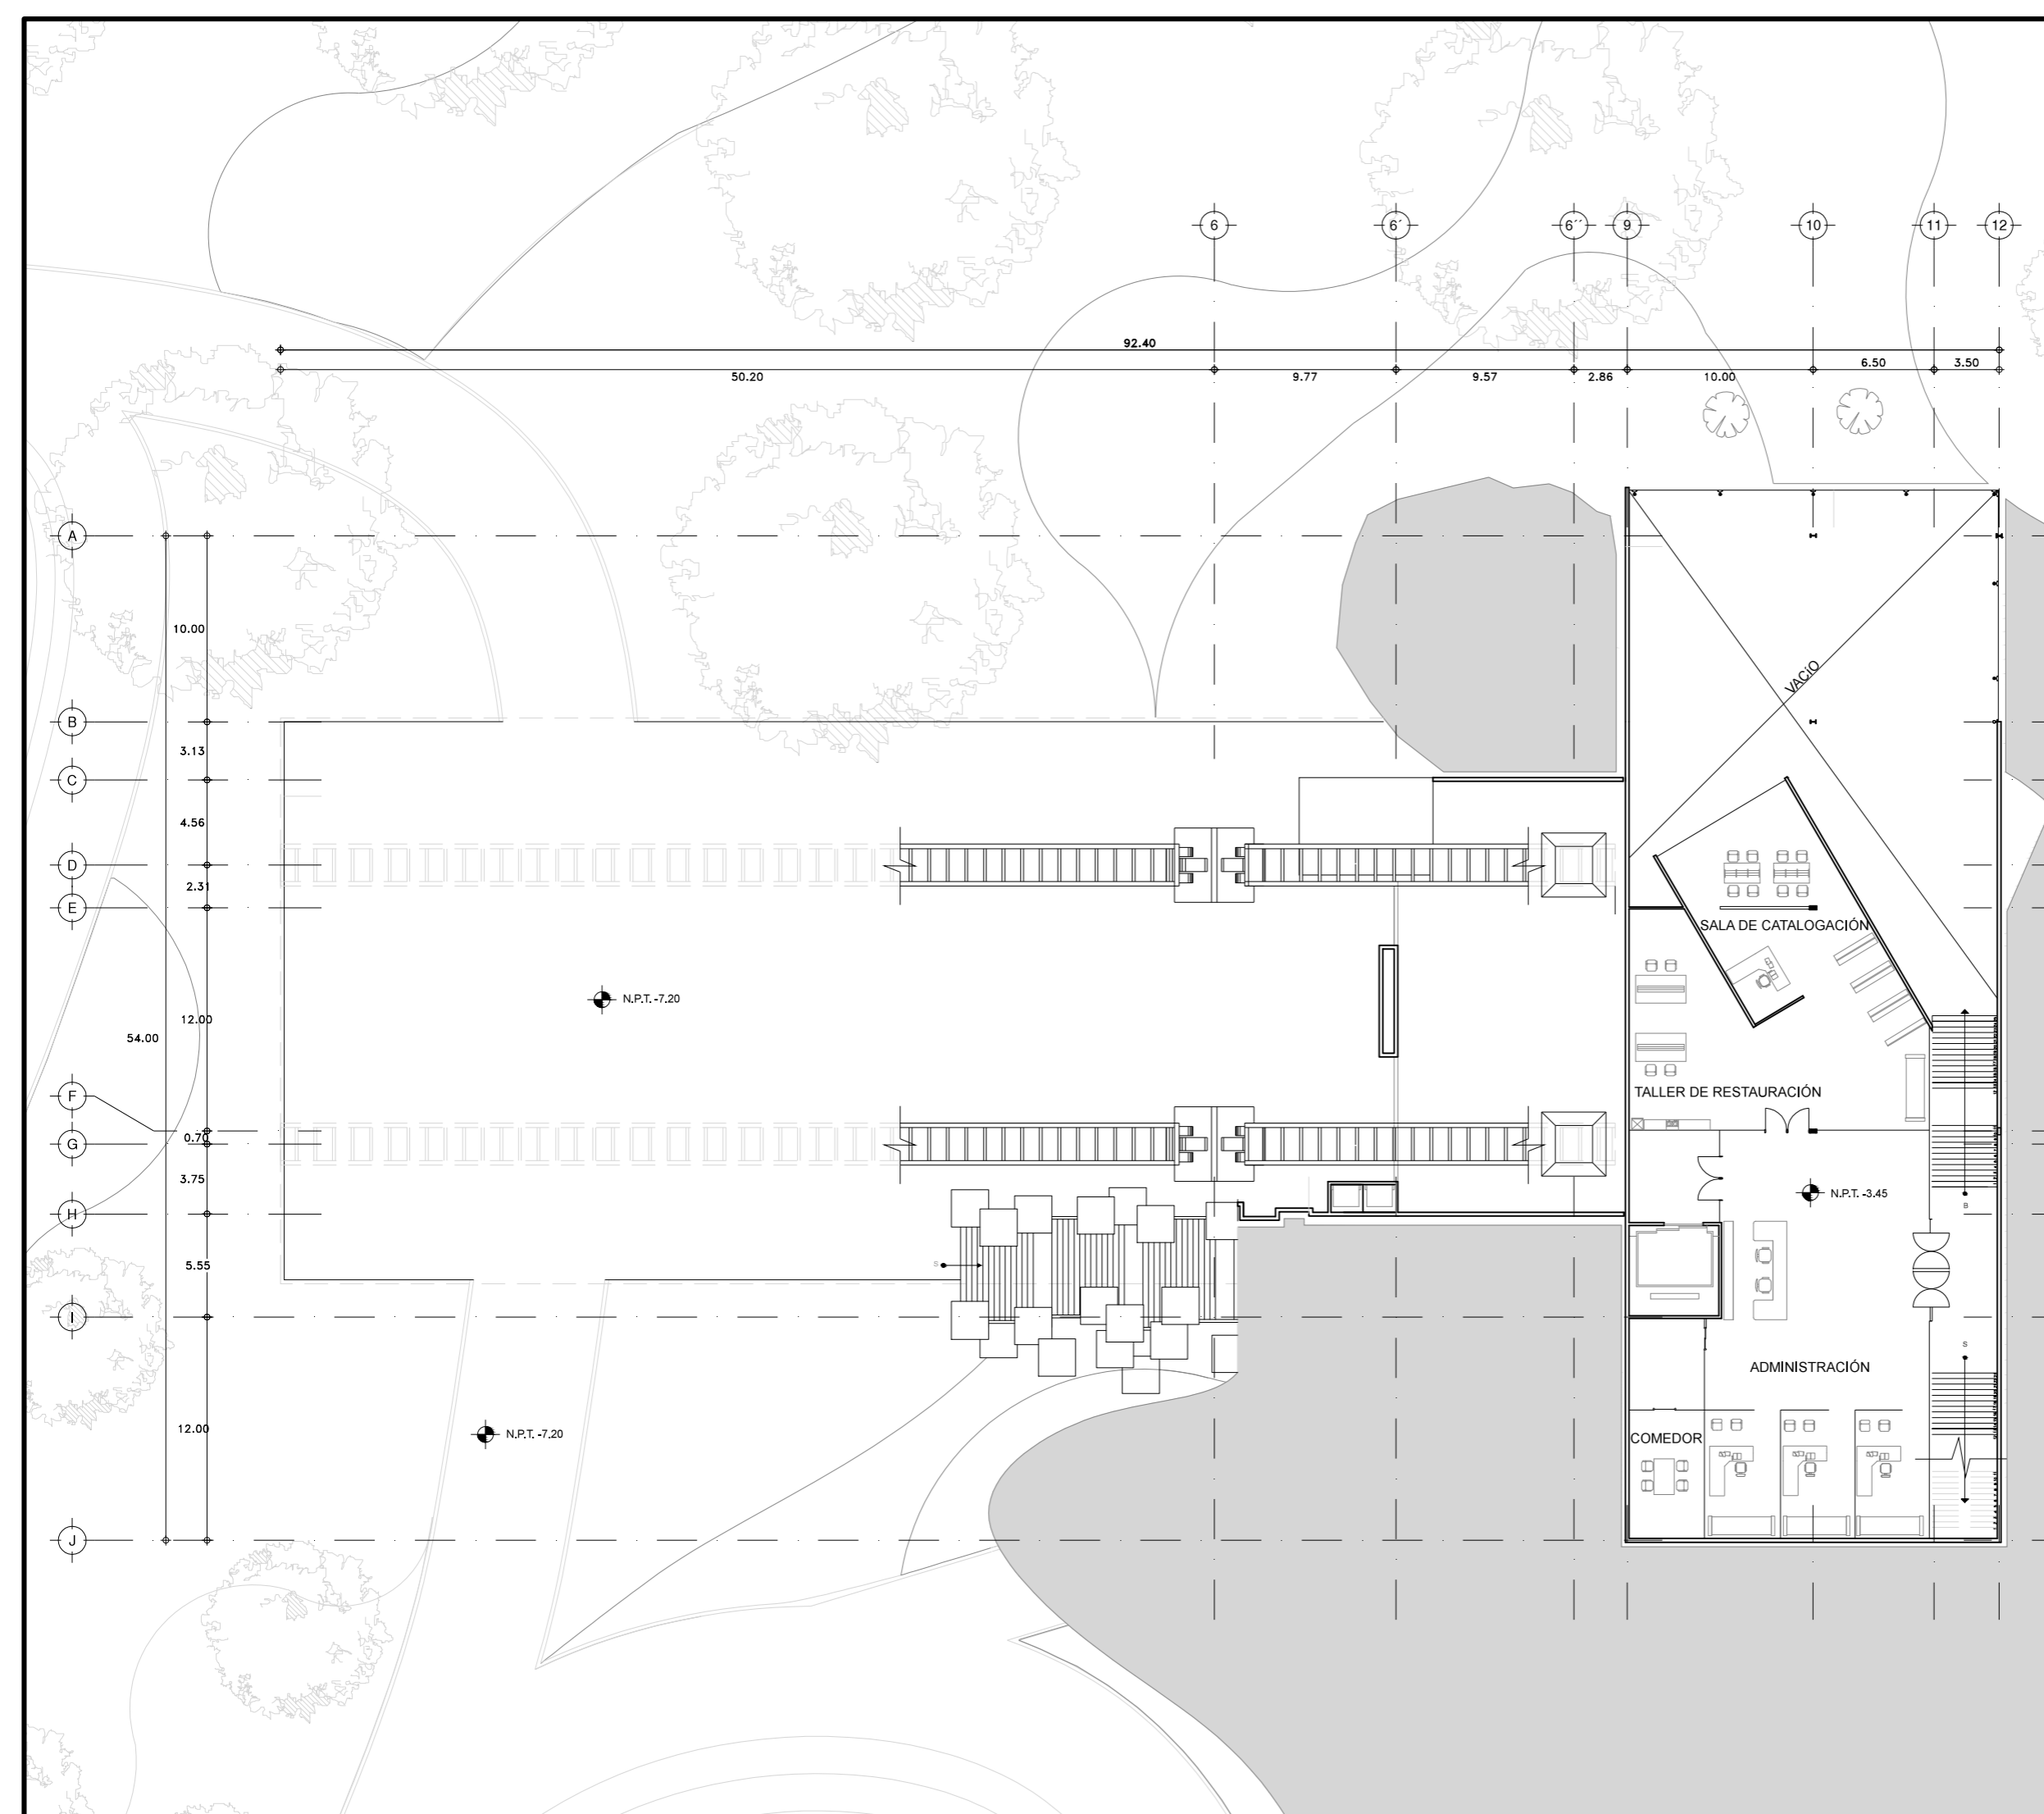 6 6´ 6´´ 9 10 11 12
92.40
50.20 9.77 9.57 2.86 10.00 6.50 3.50
A
10.00
VACíO
B
3.13
C
4.56
D
2.31
E
SALA DE CATALOGACIÓN
N.P.T. -7.20
12.00
54.00
F
TALLER DE RESTAURACIÓN
0.70
G
3.75
N.P.T. -3.45
B
H
5.55
S
I
S
ADMINISTRACIÓN
12.00
N.P.T. -7.20
COMEDOR
J